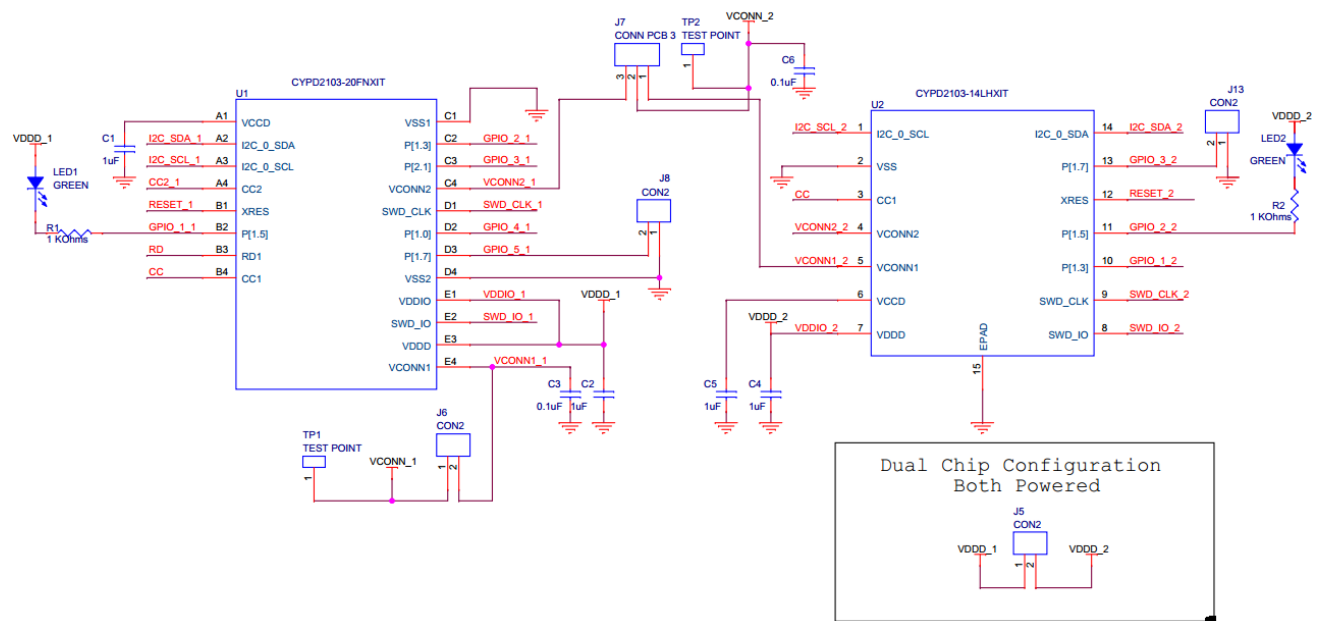 J7
CONN PCB 3
3
2
1
TP2
TEST POINT
1
VCONN_2
C6
0.1uF
CYPD2103-20FNXIT
U1
VDDD_1
LED1
GREEN
R1
1 KOhms
C1
1uF
I2C_SDA_1
I2C_SCL_1
CC2_1
RESET_1
GPIO_1_1
RD
CC
A1
A2
A3
A4
B1
B2
B3
B4
VCCD
I2C_0_SDA
I2C_0_SCL
CC2
XRES
P[1.5]
RD1
CC1
VSS1
P[1.3]
P[2.1]
VCONN2
SWD_CLK
P[1.0]
P[1.7]
VSS2
VDDIO
SWD_IO
VDDD
VCONN1
C1
C2
C3
C4
D1
D2
D3
D4
E1
E2
E3
E4
GPIO_2_1
GPIO_3_1
VCONN2_1
SWD_CLK_1
GPIO_4_1
GPIO_5_1
VDDIO_1
SWD_IO_1
VCONN1_1
J8
CON2
2
1
VDDD_1
C3
0.1uF
C2
1uF
J6
CON2
1
2
TP1
TEST POINT
1
VCONN_1
CYPD2103-14LHXIT
U2
I2C_SCL_2
CC
VCONN2_2
VCONN1_2
VDDIO_2
VDDD_2
1
2
3
4
5
6
7
I2C_0_SCL
VSS
CC1
VCONN2
VCONN1
VCCD
VDDD
EPAD
15
I2C_0_SDA
P[1.7]
XRES
P[1.5]
P[1.3]
SWD_CLK
SWD_IO
14
13
12
11
10
9
8
I2C_SDA_2
GPIO_3_2
RESET_2
GPIO_2_2
GPIO_1_2
SWD_CLK_2
SWD_IO_2
J13
CON2
2
1
VDDD_2
LED2
GREEN
R2
1 KOhms
C5
1uF
C4
1uF
Dual Chip Configuration
Both Powered
J5
CON2
VDDD_1
1
2
VDDD_2